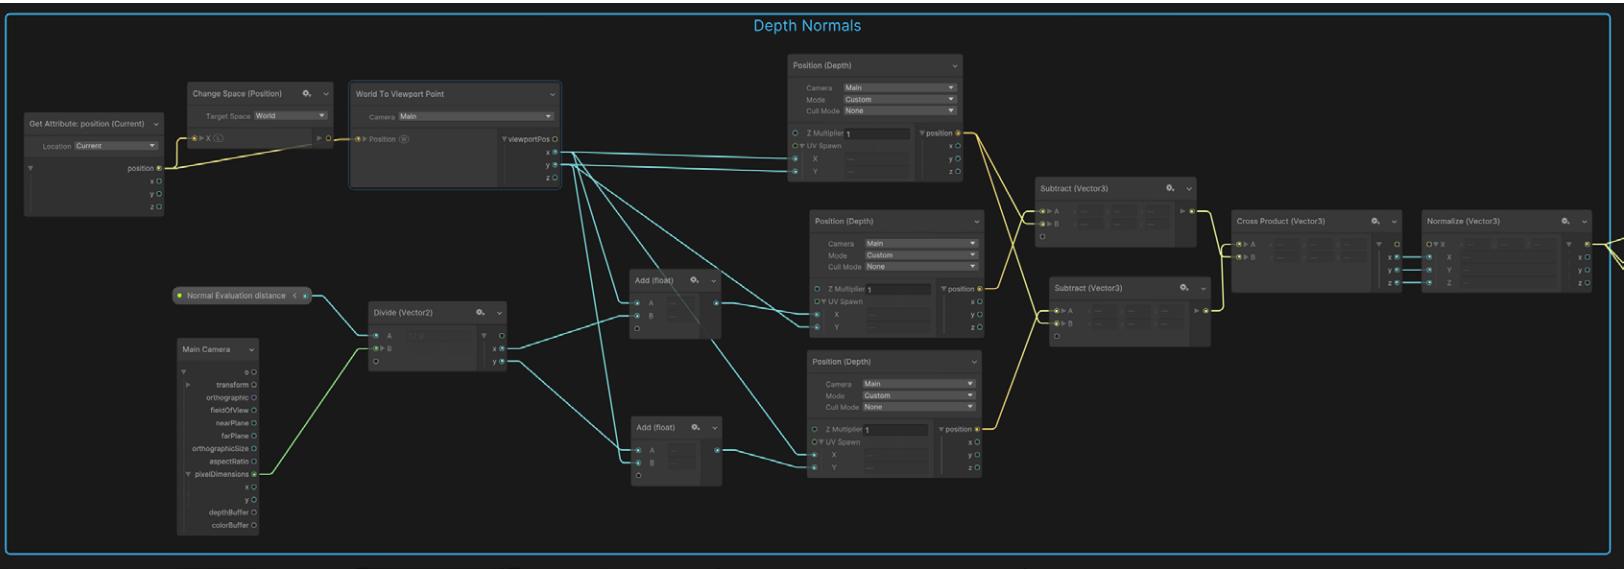 Depth Normals
Get Attribute: position (Current)
Location Current
position
x
y
z
Change Space (Position)
Target Space World
X L
World To Viewport Point
Camera Main
Position W
viewportPos
x
y
z
Normal Evaluation distance <
Main Camera
o
transform
orthographic
fieldOfView
nearPlane
farPlane
orthographicSize
aspectRatio
pixelDimensions
x
y
depthBuffer
colorBuffer
Divide (Vector2)
A
B
x
y
Add (float)
A
B
Add (float)
A
B
Position (Depth)
Camera Main
Mode Custom
Cull Mode None
Z Multiplier 1 position
UV Spawn x
X y
Y z
Position (Depth)
Camera Main
Mode Custom
Cull Mode None
Z Multiplier 1 position
UV Spawn x
X y
Y z
Position (Depth)
Camera Main
Mode Custom
Cull Mode None
Z Multiplier 1 position
UV Spawn x
X y
Y z
Subtract (Vector3)
A
B
Subtract (Vector3)
A
B
Cross Product (Vector3)
A
B x
y
z
Normalize (Vector3)
X
x
y
z